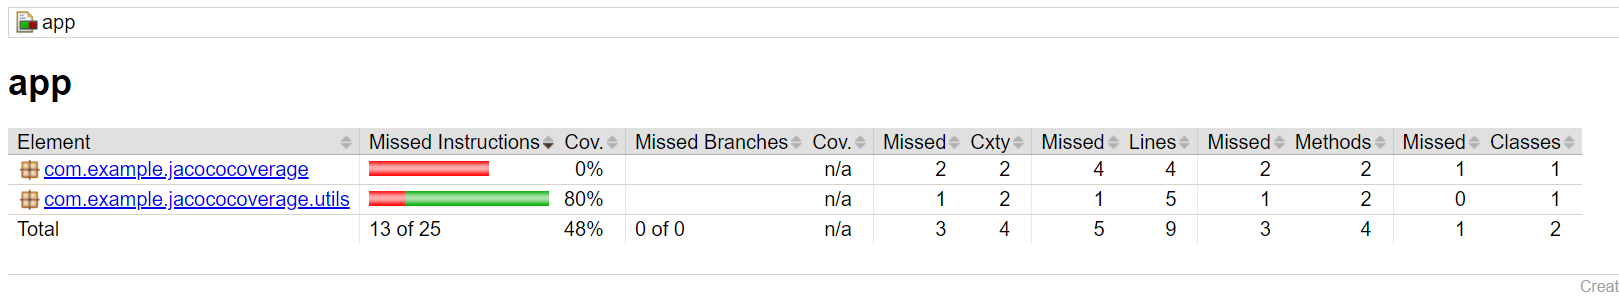 app
app
Element Missed Instructions Cov. Missed Branches Cov. Missed Cxty Missed Lines Missed Methods Missed Classes
com.example.jacococoverage 0% n/a 2 2 4 4 2 2 1 1
com.example.jacococoverage.utils 80% n/a 1 2 1 5 1 2 0 1
Total 13 of 25 48% 0 of 0 n/a 3 4 5 9 3 4 1 2
Creat